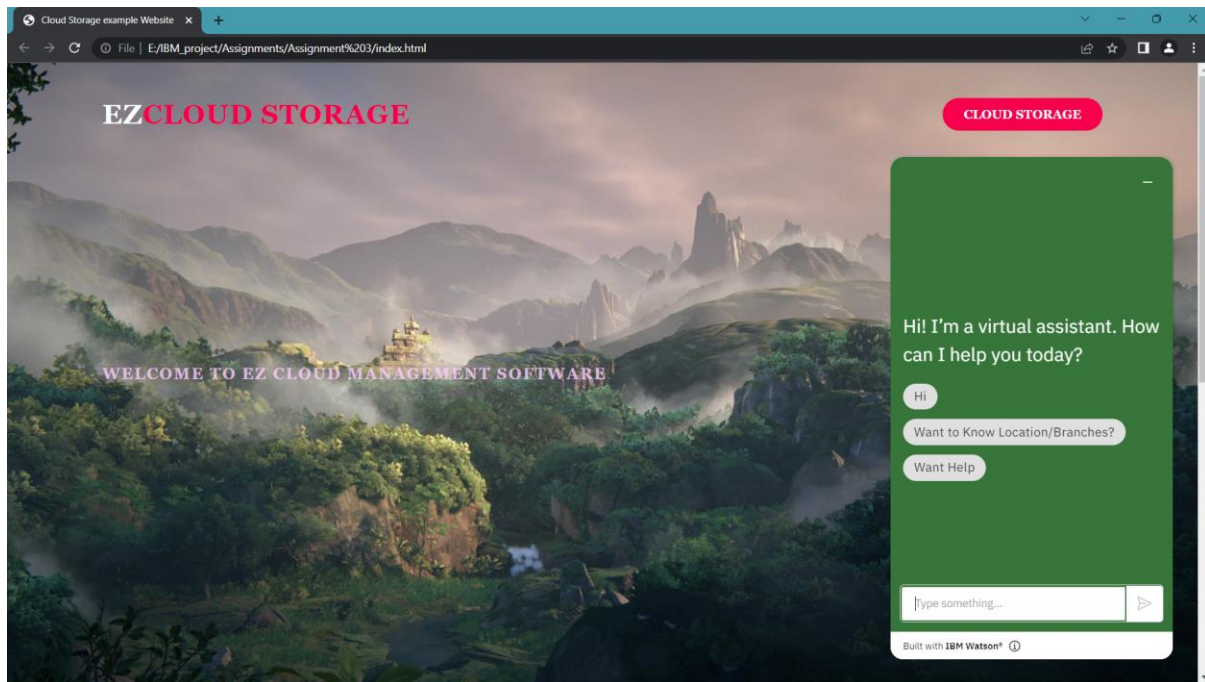 Cloud Storage example Website
File | E:/IBM_project/Assignments/Assignment%203/index.html
EZCLOUD STORAGE
CLOUD STORAGE
WELCOME TO EZ CLOUD MANAGEMENT SOFTWARE
Hi! I'm a virtual assistant. How
can I help you today?
Hi
Want to Know Location/Branches?
Want Help
Type something...
Built with IBM Watson®